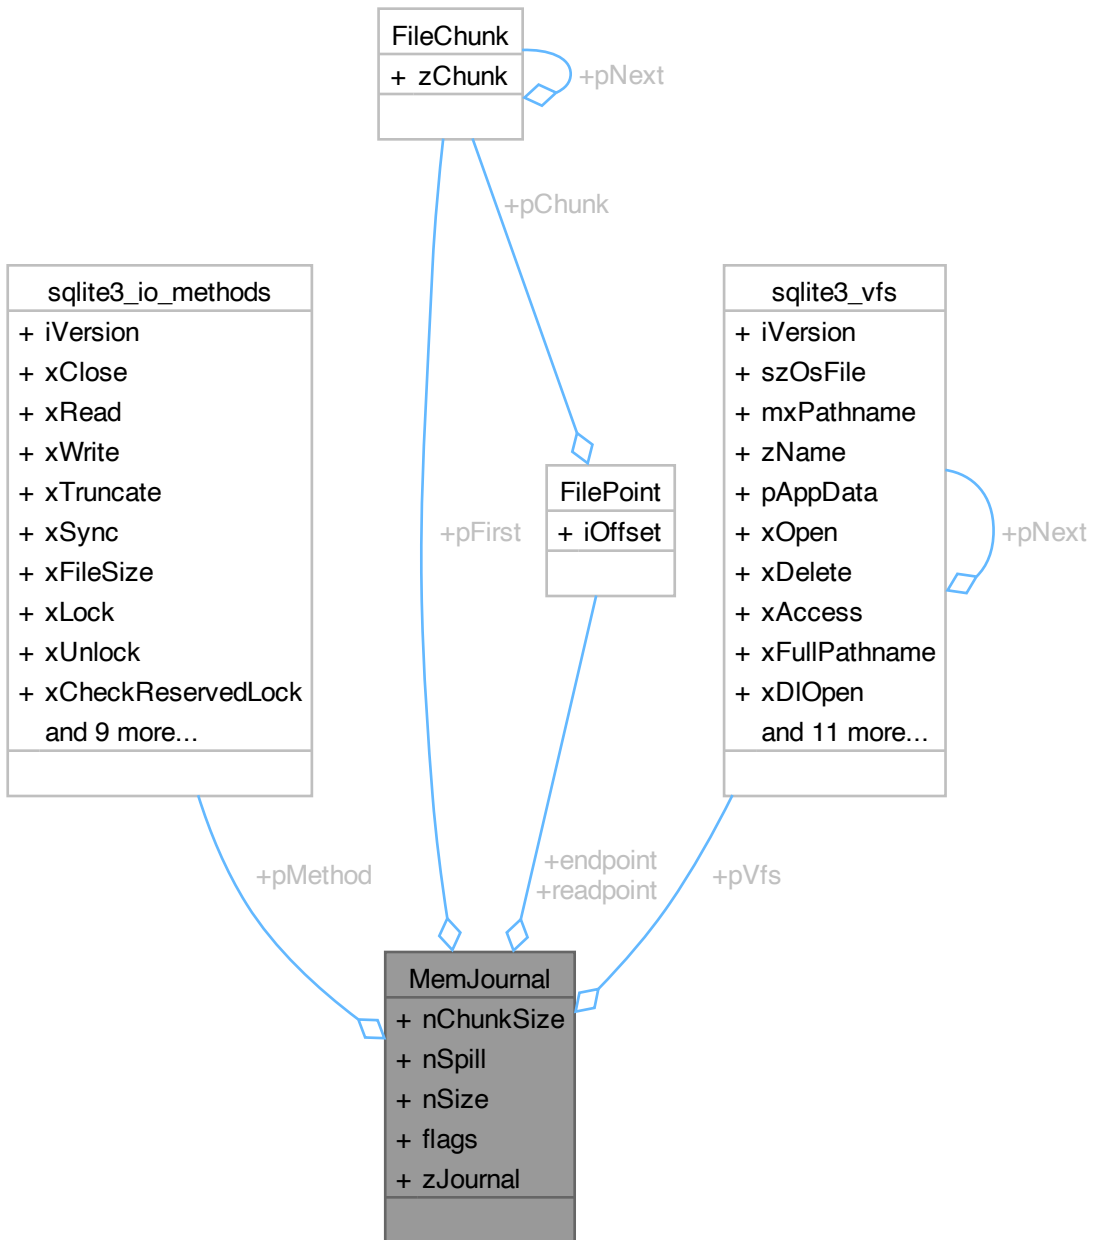 FileChunk
+ zChunk
+pNext
+pChunk
sqlite3_io_methods
+ iVersion
+ xClose
+ xRead
+ xWrite
+ xTruncate
+ xSync
+ xFileSize
+ xLock
+ xUnlock
+ xCheckReservedLock
and 9 more...
+pFirst
FilePoint
+ iOffset
sqlite3_vfs
+ iVersion
+ szOsFile
+ mxPathname
+ zName
+ pAppData
+ xOpen
+ xDelete
+ xAccess
+ xFullPathname
+ xDlOpen
and 11 more...
+pNext
+pMethod
+endpoint
+readpoint
+pVfs
MemJournal
+ nChunkSize
+ nSpill
+ nSize
+ flags
+ zJournal